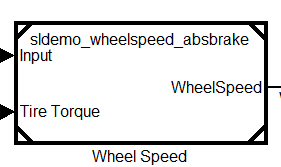 sldemo_wheelspeed_absbrake
Input
WheelSpeed
Tire Torque
Wheel Speed